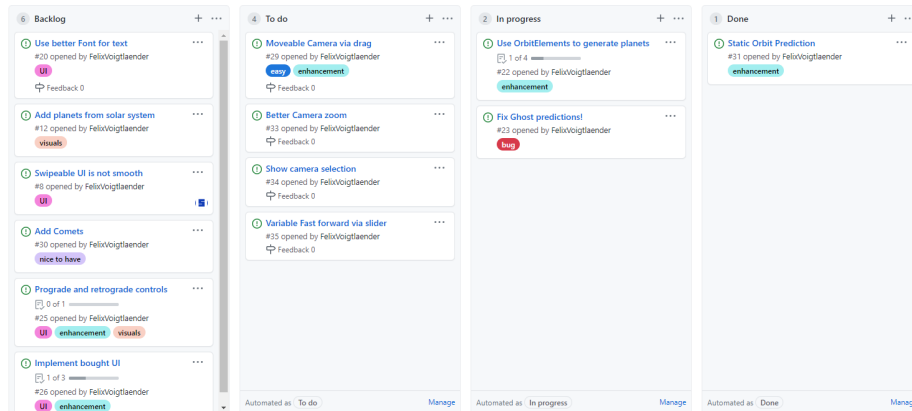 6 Backlog
Use better Font for text
#20 opened by FelixVoigtlaender
UI
Feedback 0
Add planets from solar system
#12 opened by FelixVoigtlaender
visuals
Swipeable UI is not smooth
#8 opened by FelixVoigtlaender
UI
Add Comets
#30 opened by FelixVoigtlaender
nice to have
Prograde and retrograde controls
0 of 1
#25 opened by FelixVoigtlaender
UI enhancement visuals
Implement bought UI
1 of 3
#26 opened by FelixVoigtlaender
UI enhancement
4 To do
Moveable Camera via drag
#29 opened by FelixVoigtlaender
easy enhancement
Feedback 0
Better Camera zoom
#33 opened by FelixVoigtlaender
Feedback 0
Show camera selection
#34 opened by FelixVoigtlaender
Feedback 0
Variable Fast forward via slider
#35 opened by FelixVoigtlaender
Feedback 0
Automated as To do Manage
2 In progress
Use OrbitElements to generate planets
1 of 4
#22 opened by FelixVoigtlaender
enhancement
Fix Ghost predictions!
#23 opened by FelixVoigtlaender
bug
Automated as In progress Manage
1 Done
Static Orbit Prediction
#31 opened by FelixVoigtlaender
enhancement
Automated as Done Manag